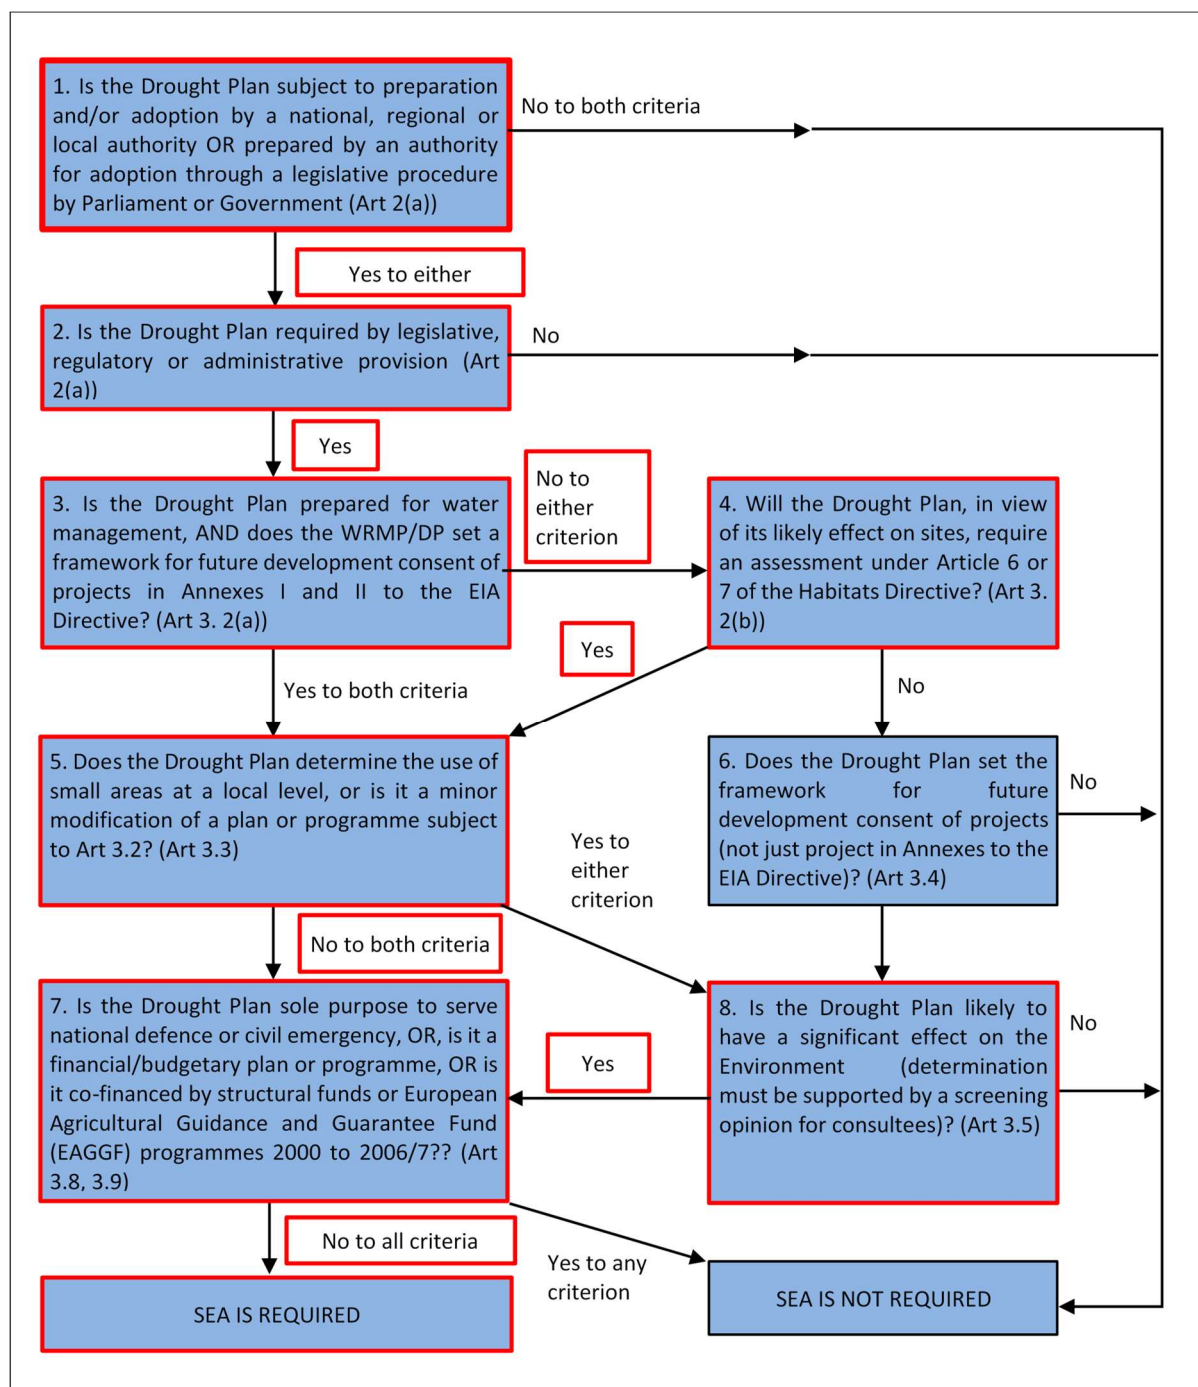 1. Is the Drought Plan subject to preparation
and/or adoption by a national, regional or
local authority OR prepared by an authority
for adoption through a legislative procedure
by Parliament or Government (Art 2(a))
No to both criteria
Yes to either
2. Is the Drought Plan required by legislative,
regulatory or administrative provision (Art
2(a))
No
Yes
3. Is the Drought Plan prepared for water
management, AND does the WRMP/DP set a
framework for future development consent of
projects in Annexes I and II to the EIA
Directive? (Art 3. 2(a))
No to
either
criterion
4. Will the Drought Plan, in view
of its likely effect on sites, require
an assessment under Article 6 or
7 of the Habitats Directive? (Art 3.
2(b))
Yes
Yes to both criteria
No
5. Does the Drought Plan determine the use of
small areas at a local level, or is it a minor
modification of a plan or programme subject
to Art 3.2? (Art 3.3)
6. Does the Drought Plan set the
framework for future
development consent of projects
(not just project in Annexes to the
EIA Directive)? (Art 3.4)
No
Yes to
either
criterion
No to both criteria
7. Is the Drought Plan sole purpose to serve
national defence or civil emergency, OR, is it a
financial/budgetary plan or programme, OR is
it co-financed by structural funds or European
Agricultural Guidance and Guarantee Fund
(EAGGF) programmes 2000 to 2006/7?? (Art
3.8, 3.9)
Yes
8. Is the Drought Plan likely to
have a significant effect on the
Environment (determination
must be supported by a screening
opinion for consultees)? (Art 3.5)
No
No to all criteria
Yes to any
criterion
SEA IS REQUIRED
SEA IS NOT REQUIRED